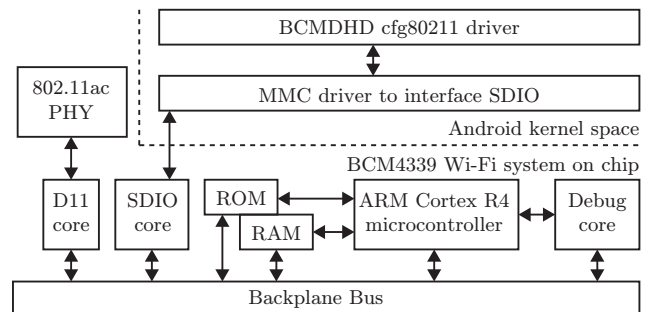 BCMDHD cfg80211 driver
802.11ac
PHY
MMC driver to interface SDIO
Android kernel space
BCM4339 Wi-Fi system on chip
D11
core
SDIO
core
ROM
RAM
ARM Cortex R4
microcontroller
Debug
core
Backplane Bus